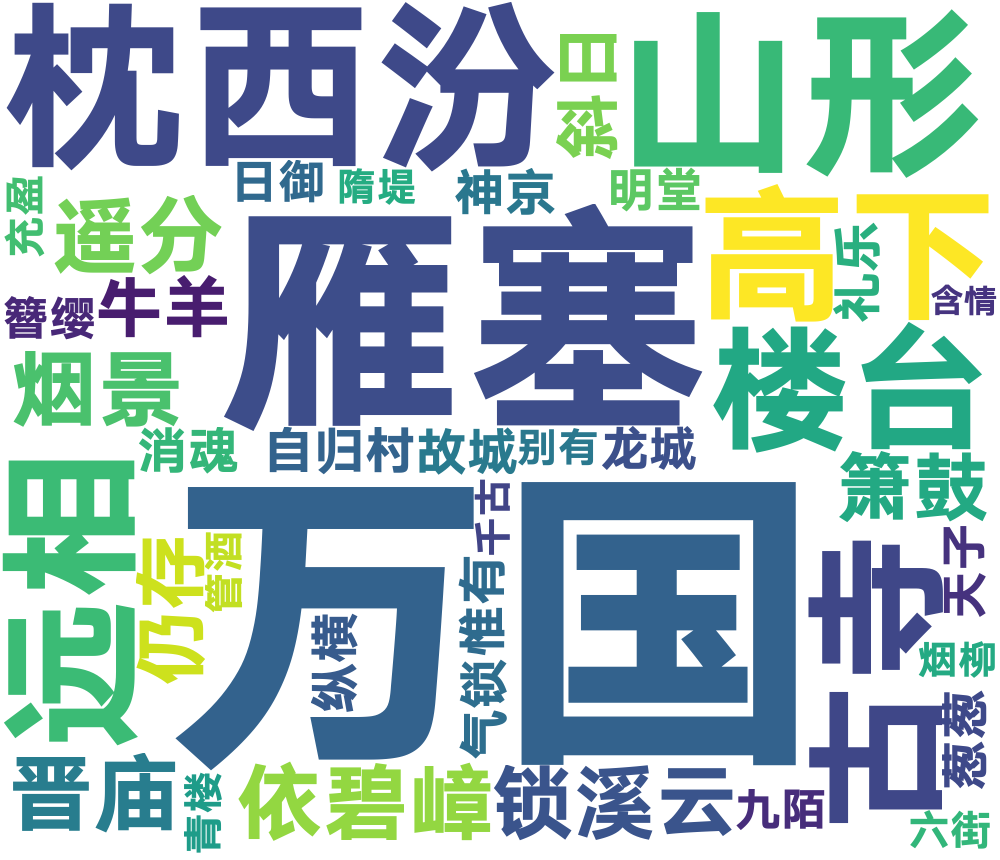 枕西汾
斜日
山形
日御
隋堤
神京
明堂
充盈
遥分
雁塞
高下
礼乐
含情
簪缨
牛羊
烟景
楼台
消魂
自归村
故城
别有
龙城
箫鼓
远相
万国
千古
仍存
管酒
纵横
气锁
惟有
古寺
天子
烟柳
葱葱
晋庙
青楼
依碧嶂
锁溪云
九陌
六街